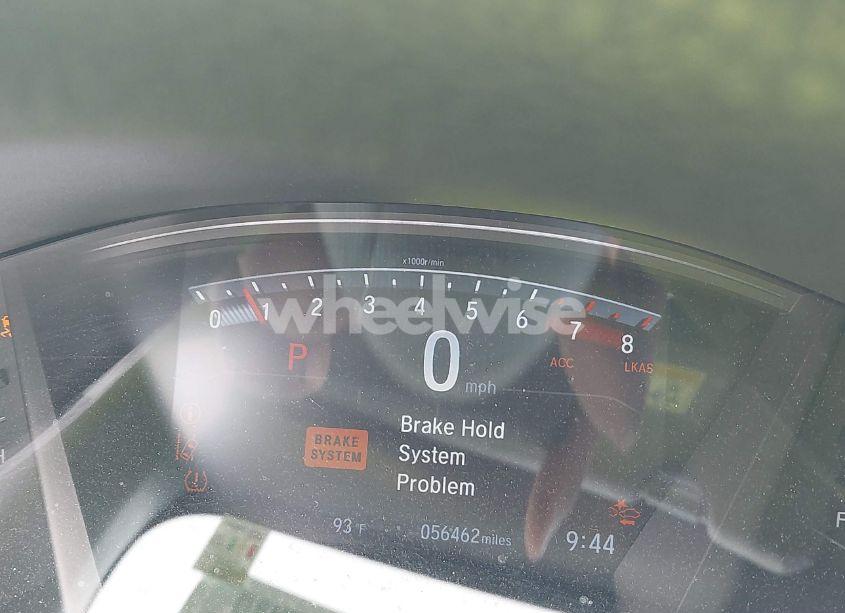 x1000r/min
0 1 2 3 4 5 6 7 8
wheelwise
P
0 mph
ACC
LKAS
BRAKE
SYSTEM
Brake Hold
System
Problem
93 F
056462 miles
9:44
H
F